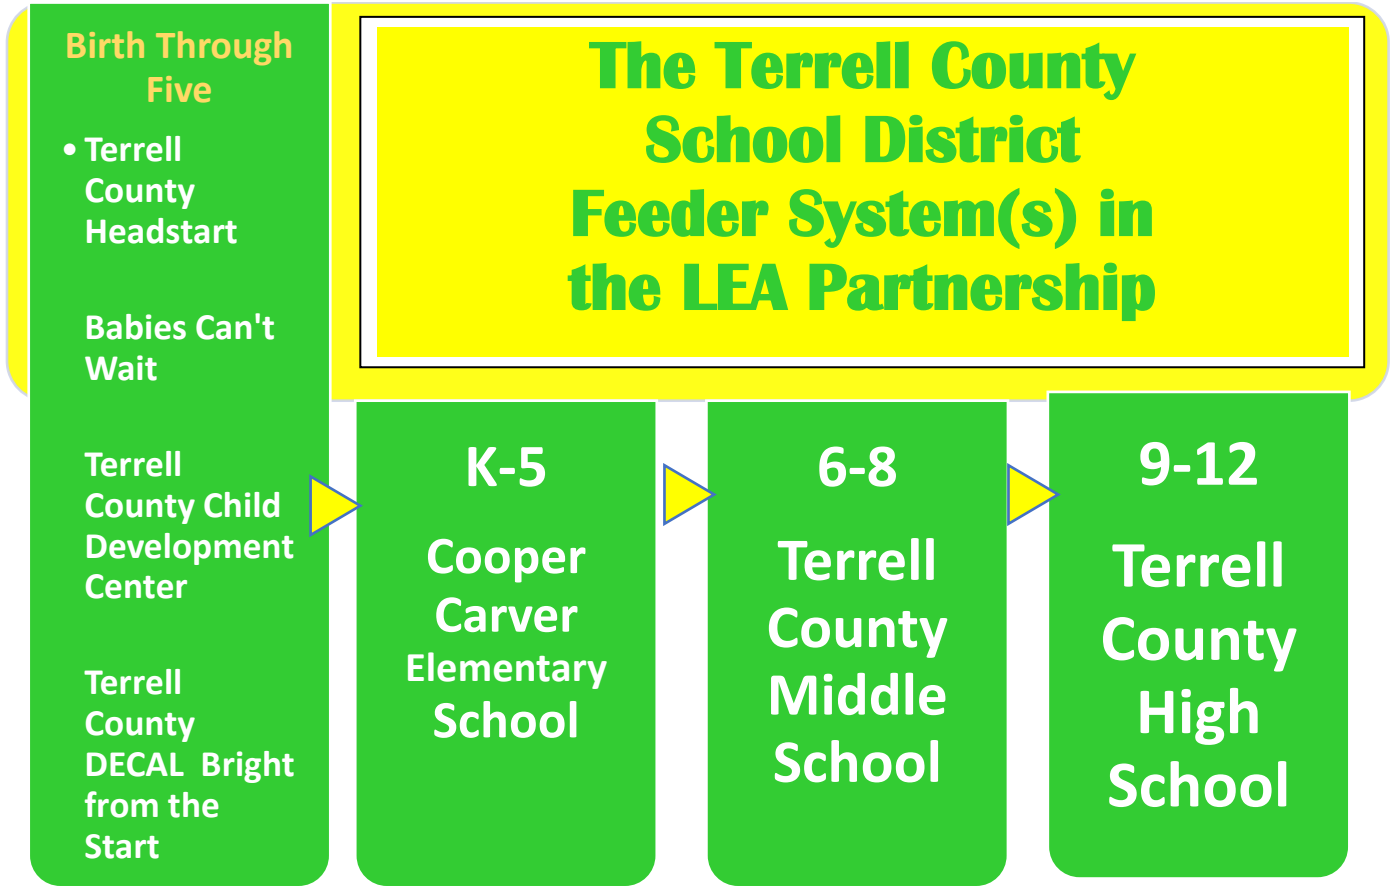 Birth Through
Five
• Terrell
County
Headstart
Babies Can't
Wait
Terrell
County Child
Development
Center
Terrell
County
DECAL  Bright
from the
Start
The Terrell County
School District
Feeder System(s) in
the LEA Partnership
K-5
Cooper
Carver
Elementary
School
6-8
Terrell
County
Middle
School
9-12
Terrell
County
High
School